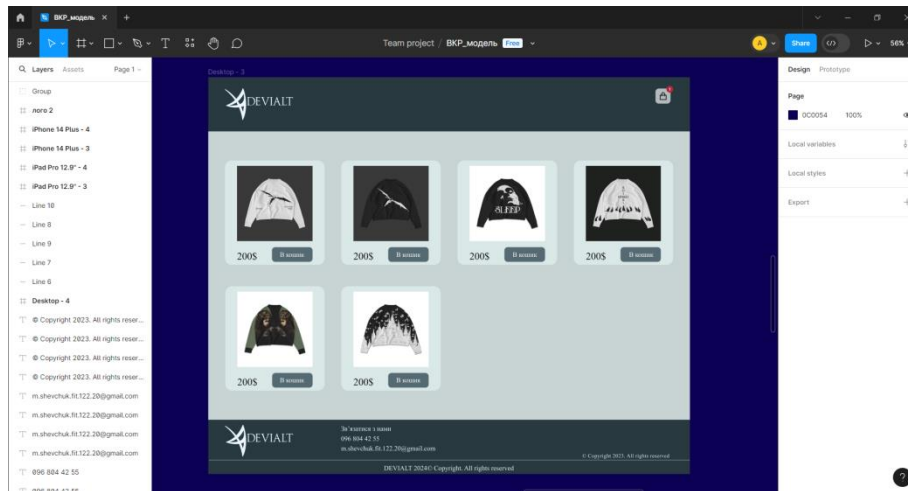 ВКР_модель
Team project / ВКР_модель Free
A
Share
56%
Layers Assets Page 1
Design Prototype
Group
лого 2
iPhone 14 Plus - 4
iPhone 14 Plus - 3
iPad Pro 12.9" - 4
iPad Pro 12.9" - 3
Line 10
Line 8
Line 9
Line 7
Line 6
Desktop - 4
© Copyright 2023. All rights reser...
© Copyright 2023. All rights reser...
© Copyright 2023. All rights reser...
© Copyright 2023. All rights reser...
m.shevchuk.fit.122.20@gmail.com
m.shevchuk.fit.122.20@gmail.com
m.shevchuk.fit.122.20@gmail.com
m.shevchuk.fit.122.20@gmail.com
096 804 42 55
096 804 42 55
Desktop - 3
DEVIALT
SLEEP
200$ В кошик
200$ В кошик
200$ В кошик
200$ В кошик
200$ В кошик
200$ В кошик
DEVIALT
Зв'язатися з нами
096 804 42 55
m.shevchuk.fit.122.20@gmail.com
© Copyright 2023. All rights reserved
DEVIALT 2024© Copyright. All rights reserved
Page
0C0054 100%
Local variables
Local styles
Export
?